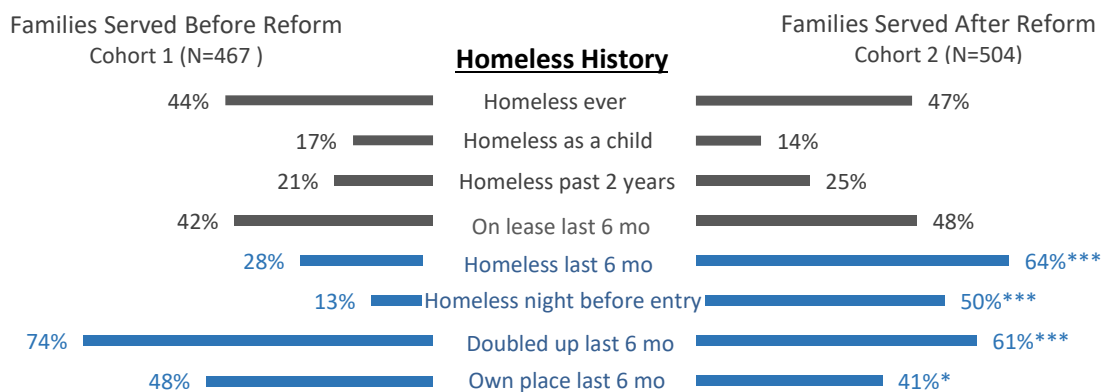 Families Served Before Reform
Cohort 1 (N=467 )
Families Served After Reform
Cohort 2 (N=504)
Homeless History
44% Homeless ever 47%
17% Homeless as a child 14%
21% Homeless past 2 years 25%
42% On lease last 6 mo 48%
28% Homeless last 6 mo 64%***
13% Homeless night before entry 50%***
74% Doubled up last 6 mo 61%***
48% Own place last 6 mo 41%*